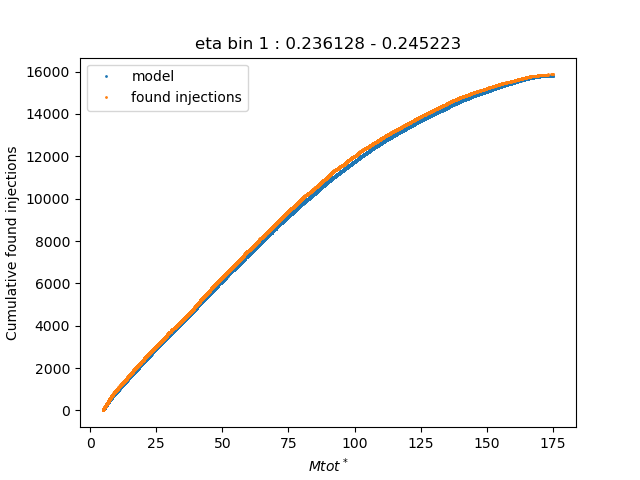 eta bin 1 : 0.236128 - 0.245223
model
found injections
Cumulative found injections
16000
14000
12000
10000
8000
6000
4000
2000
0
0 25 50 75 100 125 150 175
Mtot*